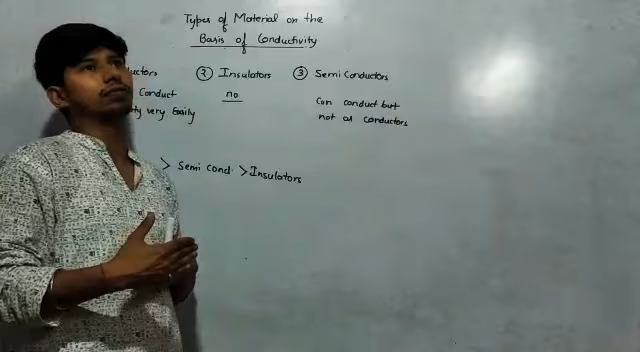 Types of Material on the
Basis of Conductivity
uctors ② Insulators ③ Semi Conductors
Conduct no Can conduct but
ty very Easily not as conductors
> Semi cond. > Insulators